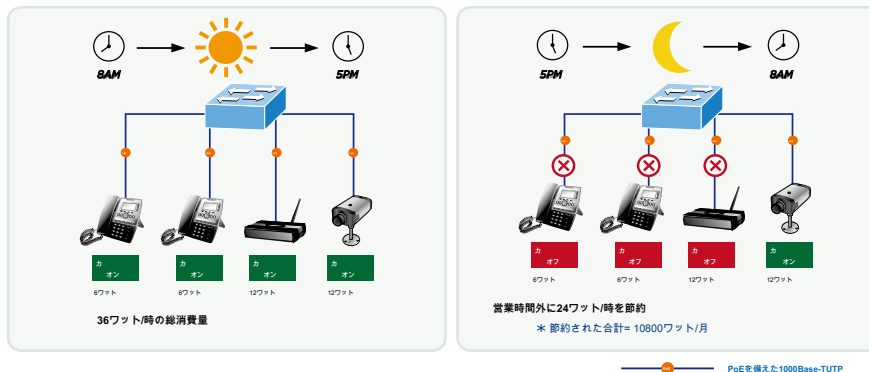 8AM
5PM
カ
オン
カ
オン
カ
オン
カ
オン
6ワット
6ワット
12ワット
12ワット
36ワット/時の総消費量
5PM
8AM
カ
オフ
カ
オフ
カ
オフ
カ
オン
6ワット
6ワット
12ワット
12ワット
営業時間外に24ワット/時を節約
＊ 節約された合計= 10800ワット/月
PoE
PoEを備えた1000Base-TUTP